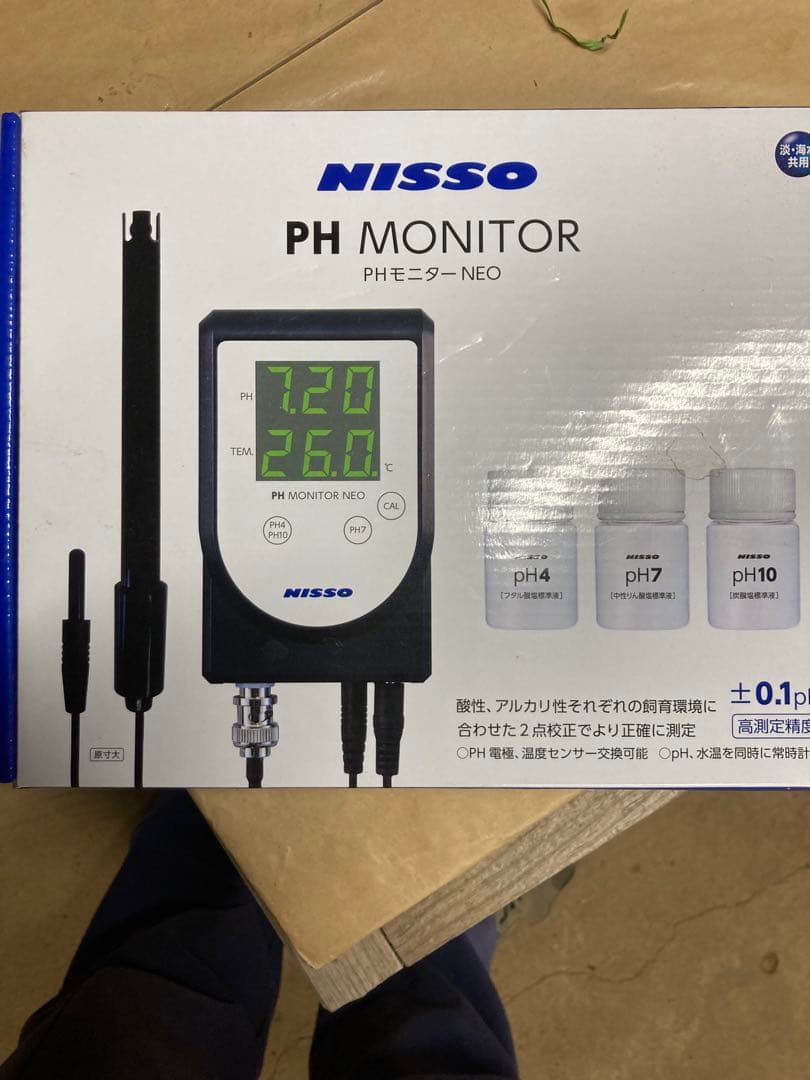 淡・海水
共用
NISSO
PH MONITOR
PHモニターNEO
PH 7.20
TEM. 26.0 ℃
PH MONITOR NEO
CAL
PH4
PH10
PH7
NISSO
NISSO
pH4
[フタル酸塩標準液]
NISSO
pH7
[中性りん酸塩標準液]
NISSO
pH10
[炭酸塩標準液]
原寸大
酸性、アルカリ性それぞれの飼育環境に
合わせた2点校正でより正確に測定
±0.1p
高測定精度
○PH電極、温度センサー交換可能 ○pH、水温を同時に常時計